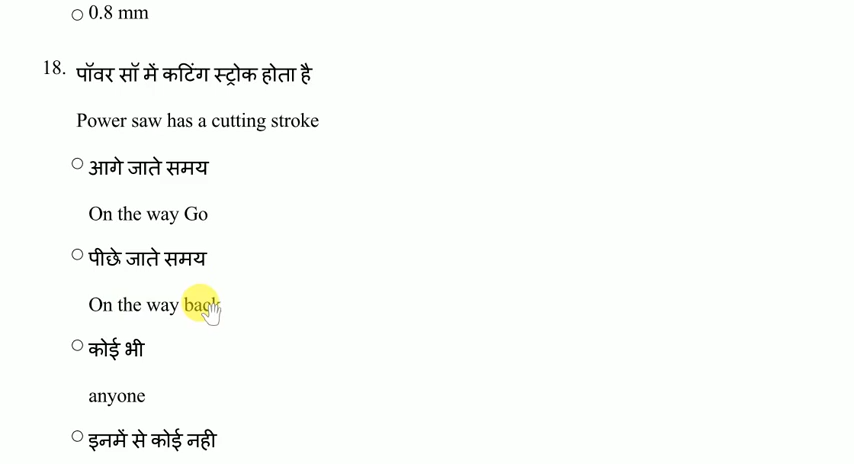 0.8 mm
18. पॉवर सॉ में कटिंग स्ट्रोक होता है
Power saw has a cutting stroke
आगे जाते समय
On the way Go
पीछे जाते समय
On the way back
कोई भी
anyone
इनमें से कोई नही